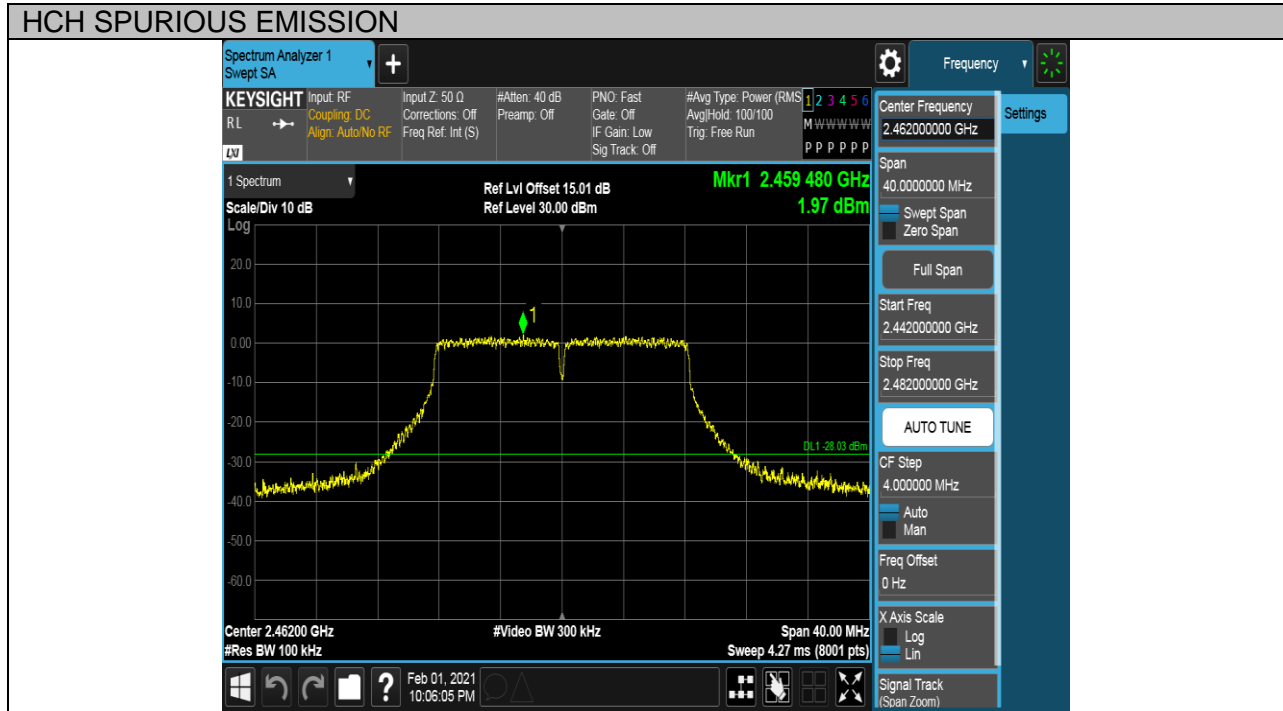 HCH SPURIOUS EMISSION
Spectrum Analyzer 1
Swept SA
+
Frequency
KEYSIGHT
RL
LXI
Input: RF
Coupling: DC
Align: Auto/No RF
Input Z: 50 Ω
Corrections: Off
Freq Ref: Int (S)
#Atten: 40 dB
Preamp: Off
PNO: Fast
Gate: Off
IF Gain: Low
Sig Track: Off
#Avg Type: Power (RMS
Avg|Hold: 100/100
Trig: Free Run
1 2 3 4 5 6
M W W W W W
P P P P P P
1 Spectrum
Scale/Div 10 dB
Log
Ref Lvl Offset 15.01 dB
Ref Level 30.00 dBm
Mkr1 2.459 480 GHz
1.97 dBm
20.0
10.0
1
0.00
-10.0
-20.0
DL1 -28.03 dBm
-30.0
-40.0
-50.0
-60.0
Center 2.46200 GHz
#Res BW 100 kHz
#Video BW 300 kHz
Span 40.00 MHz
Sweep 4.27 ms (8001 pts)
Feb 01, 2021
10:06:05 PM
?
Center Frequency
2.462000000 GHz
Settings
Span
40.0000000 MHz
Swept Span
Zero Span
Full Span
Start Freq
2.442000000 GHz
Stop Freq
2.482000000 GHz
AUTO TUNE
CF Step
4.000000 MHz
Auto
Man
Freq Offset
0 Hz
X Axis Scale
Log
Lin
Signal Track
(Span Zoom)